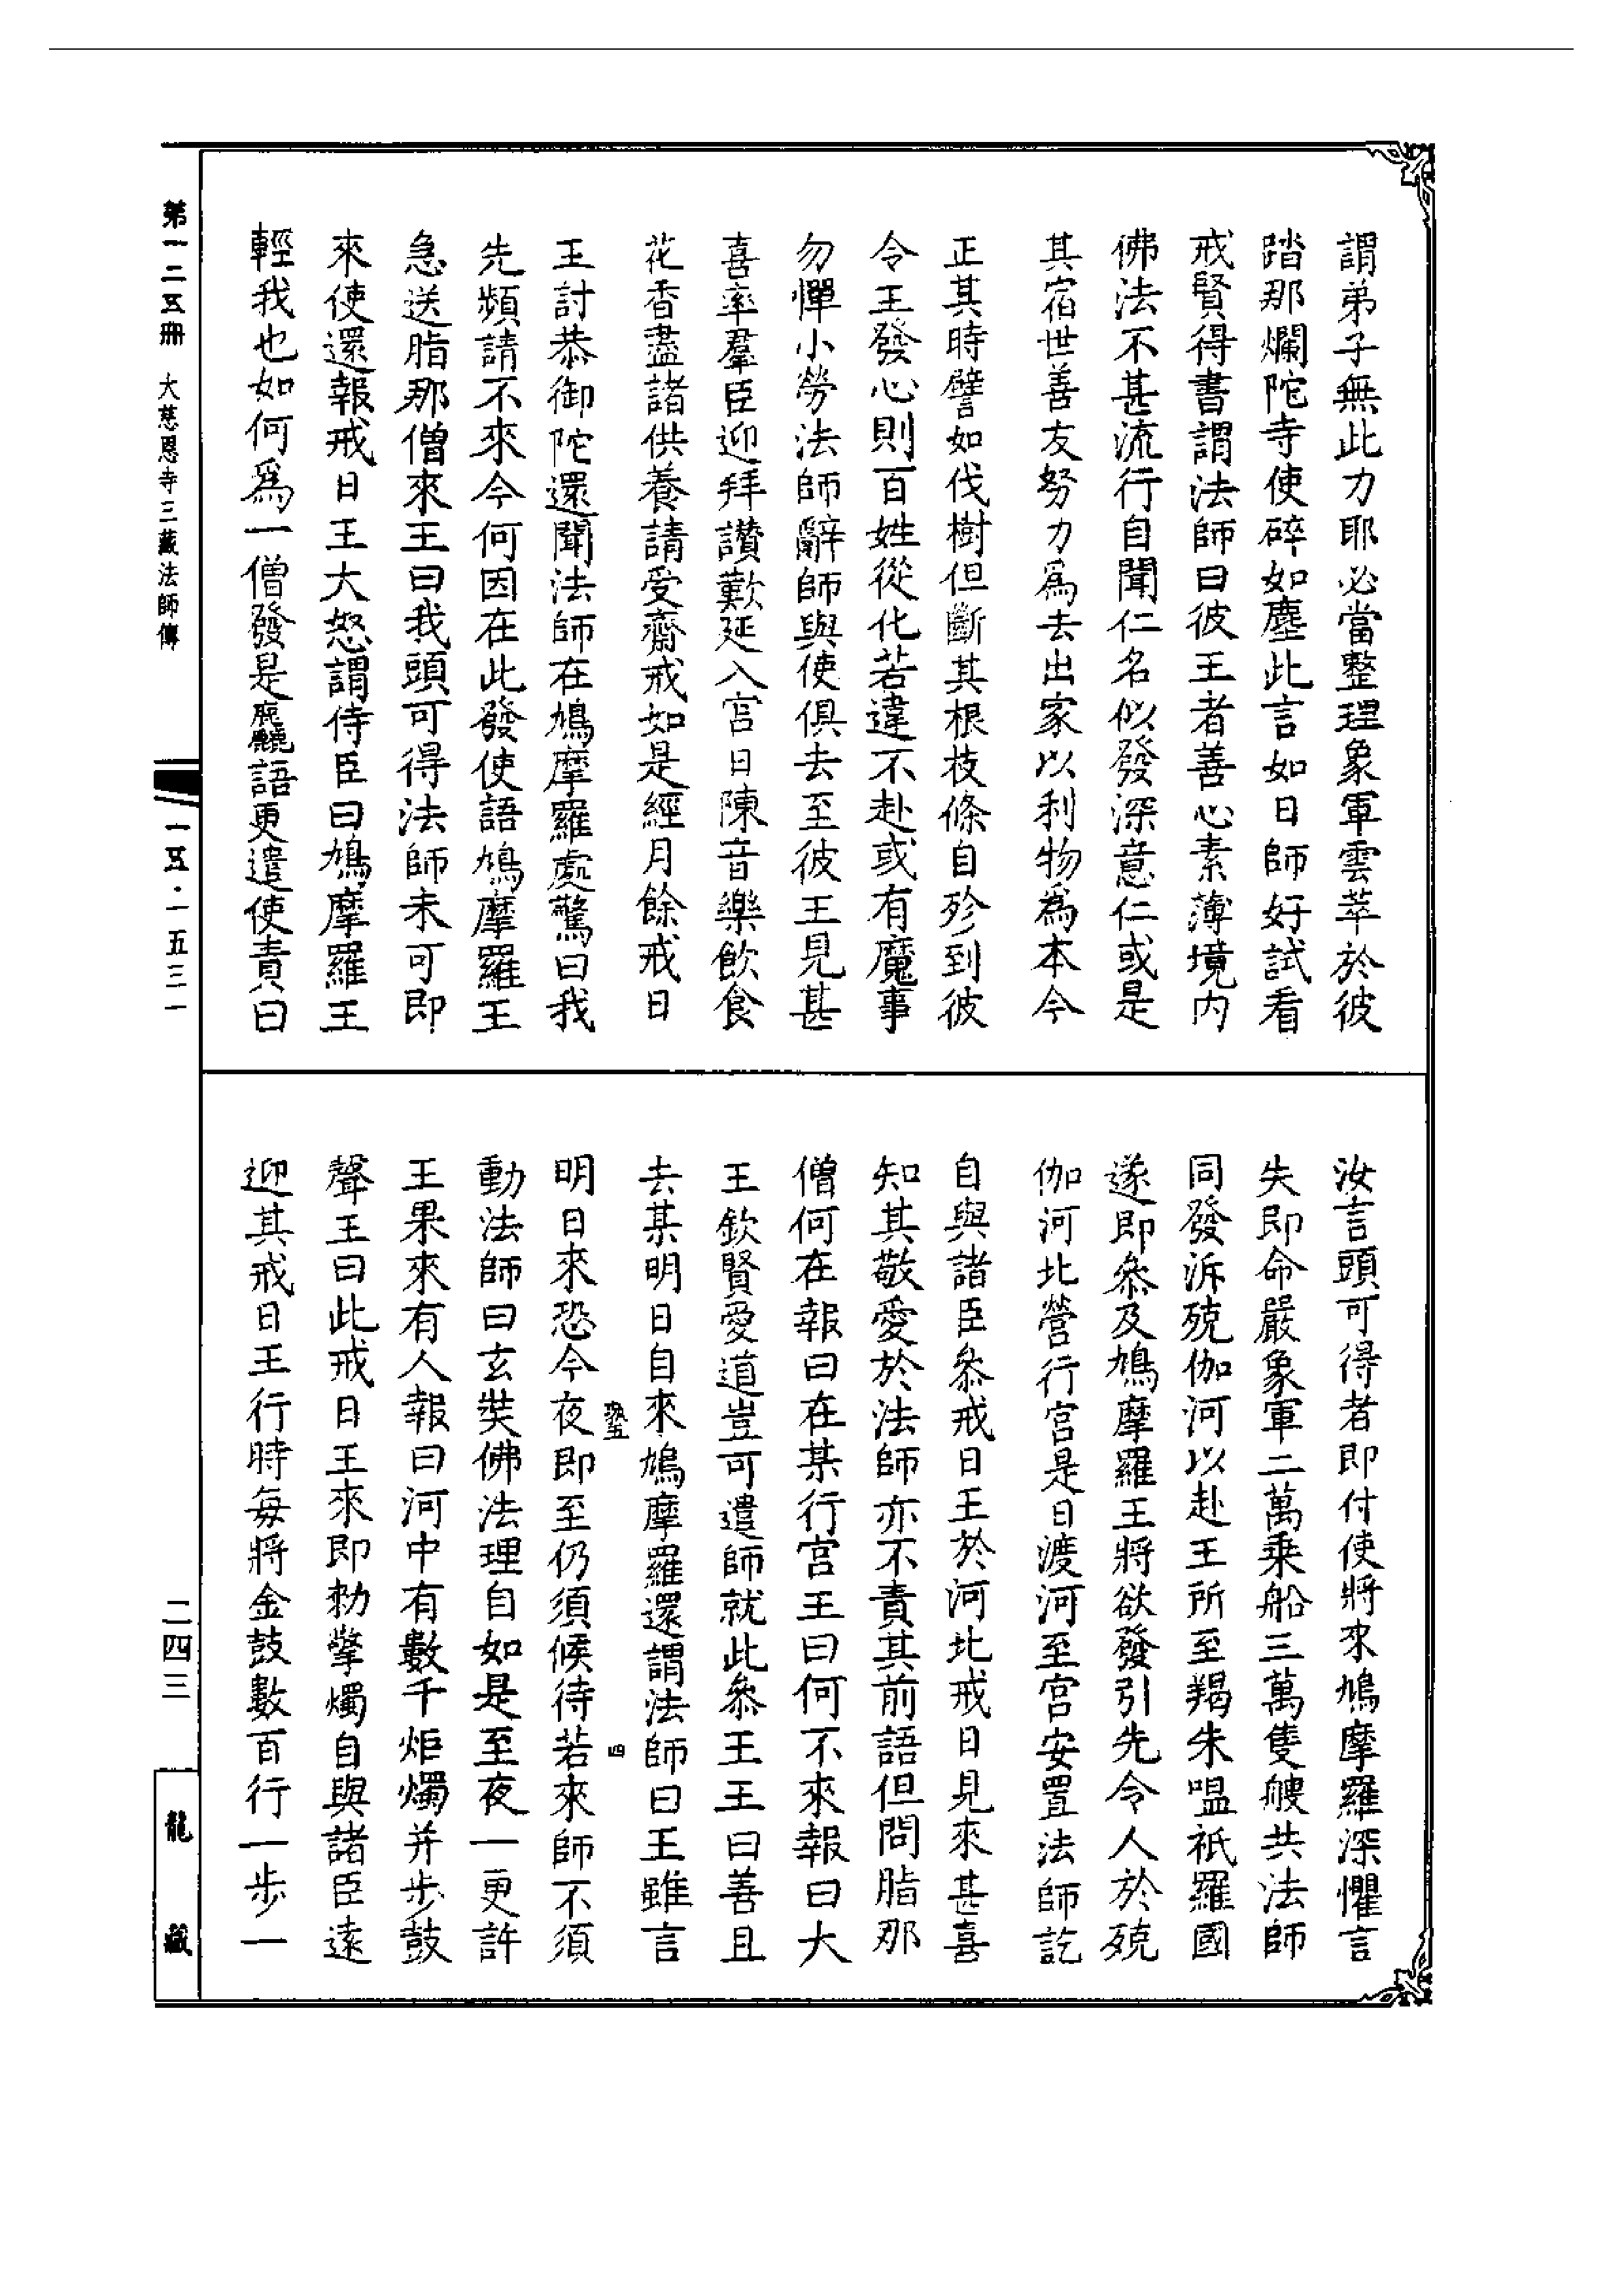 謂弟子無此力耶必當整理象軍雲萃於彼
踏那爛陀寺使碎如塵此言如日師好試看
戒賢得書謂法師曰彼王者善心素薄境内
佛法不甚流行自聞仁名似發深意仁或是
其宿世善友努力爲去出家以利物爲本今
正其時譬如伐樹但斷其根枝條自殄到彼
令王發心則百姓從化若違不赴或有魔事
勿憚小勞法師辭師與使俱去至彼王見甚
喜率羣臣迎拜讃歎延入宫日陳音樂飲食
花香盡諸供養請受齋戒如是經月餘戒日
王討恭御陀還聞法師在鳩摩羅處驚曰我
先頻請不來今何因在此發使語鳩摩羅王
急送脂那僧來王曰我頭可得法師未可即
來使還報戒日王大怒謂侍臣曰鳩摩羅王
輕我也如何爲一僧發是麁語更遣使責曰
汝言頭可得者即付使將來鳩摩羅深懼言
失即命嚴象軍二萬乘船三萬隻艘共法師
同發泝殑伽河以赴王所至羯朱嗢祇羅國
遂即叅及鳩摩羅王將欲發引先令人於殑
伽河北營行宫是日渡河至宫安置法師訖
自與諸臣叅戒日王於河北戒日見來甚喜
知其敬愛於法師亦不責其前語但問脂那
僧何在報曰在某行宫王曰何不來報曰大
王欽賢愛道豈可遣師就此叅王王曰善且
去某明日自來鳩摩羅還謂法師曰王雖言
明日來恐今夜即至仍須候待若來師不須
動法師曰玄奘佛法理自如是至夜一更許
王果來有人報曰河中有數千炬燭并步鼓
聲王曰此戒日王來即勑擎燭自與諸臣遠
迎其戒日王行時每將金鼓數百行一步一
四
第一二五册 大慈恩寺三藏法師傳
一五·一五三一
二四三
龍藏